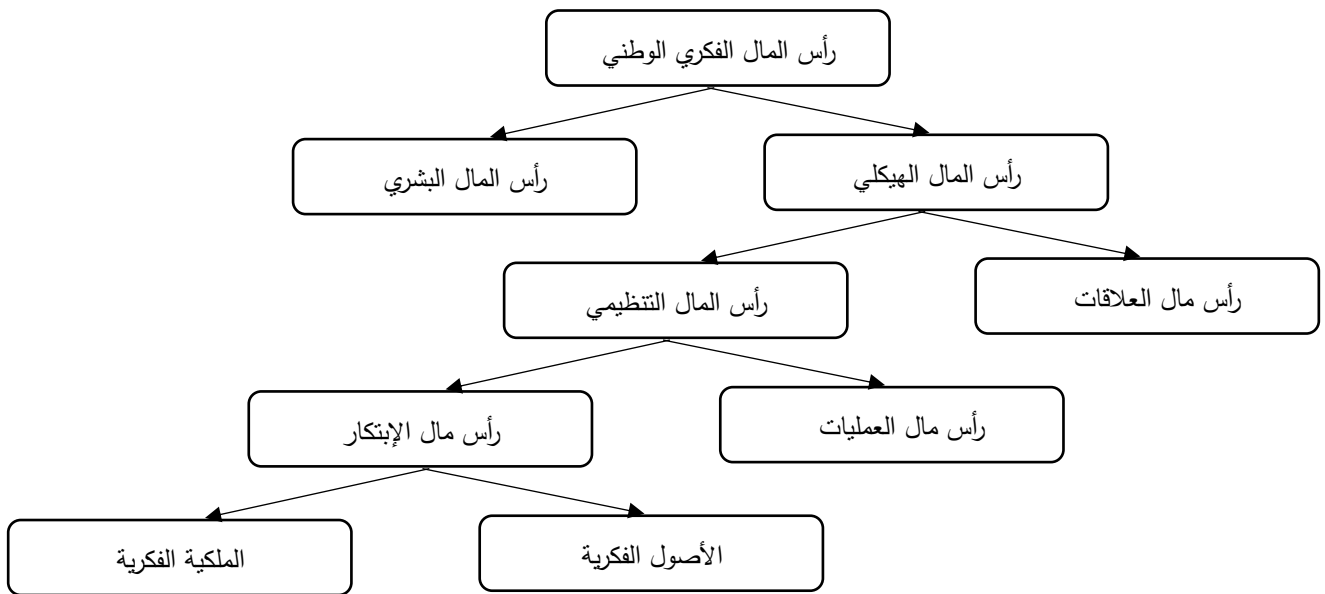 رأس المال الفكري الوطني
رأس المال الهيكلي
رأس المال البشري
رأس مال العلاقات
رأس المال التنظيمي
رأس مال العمليات
رأس مال الإبتكار
الأصول الفكرية
الملكية الفكرية